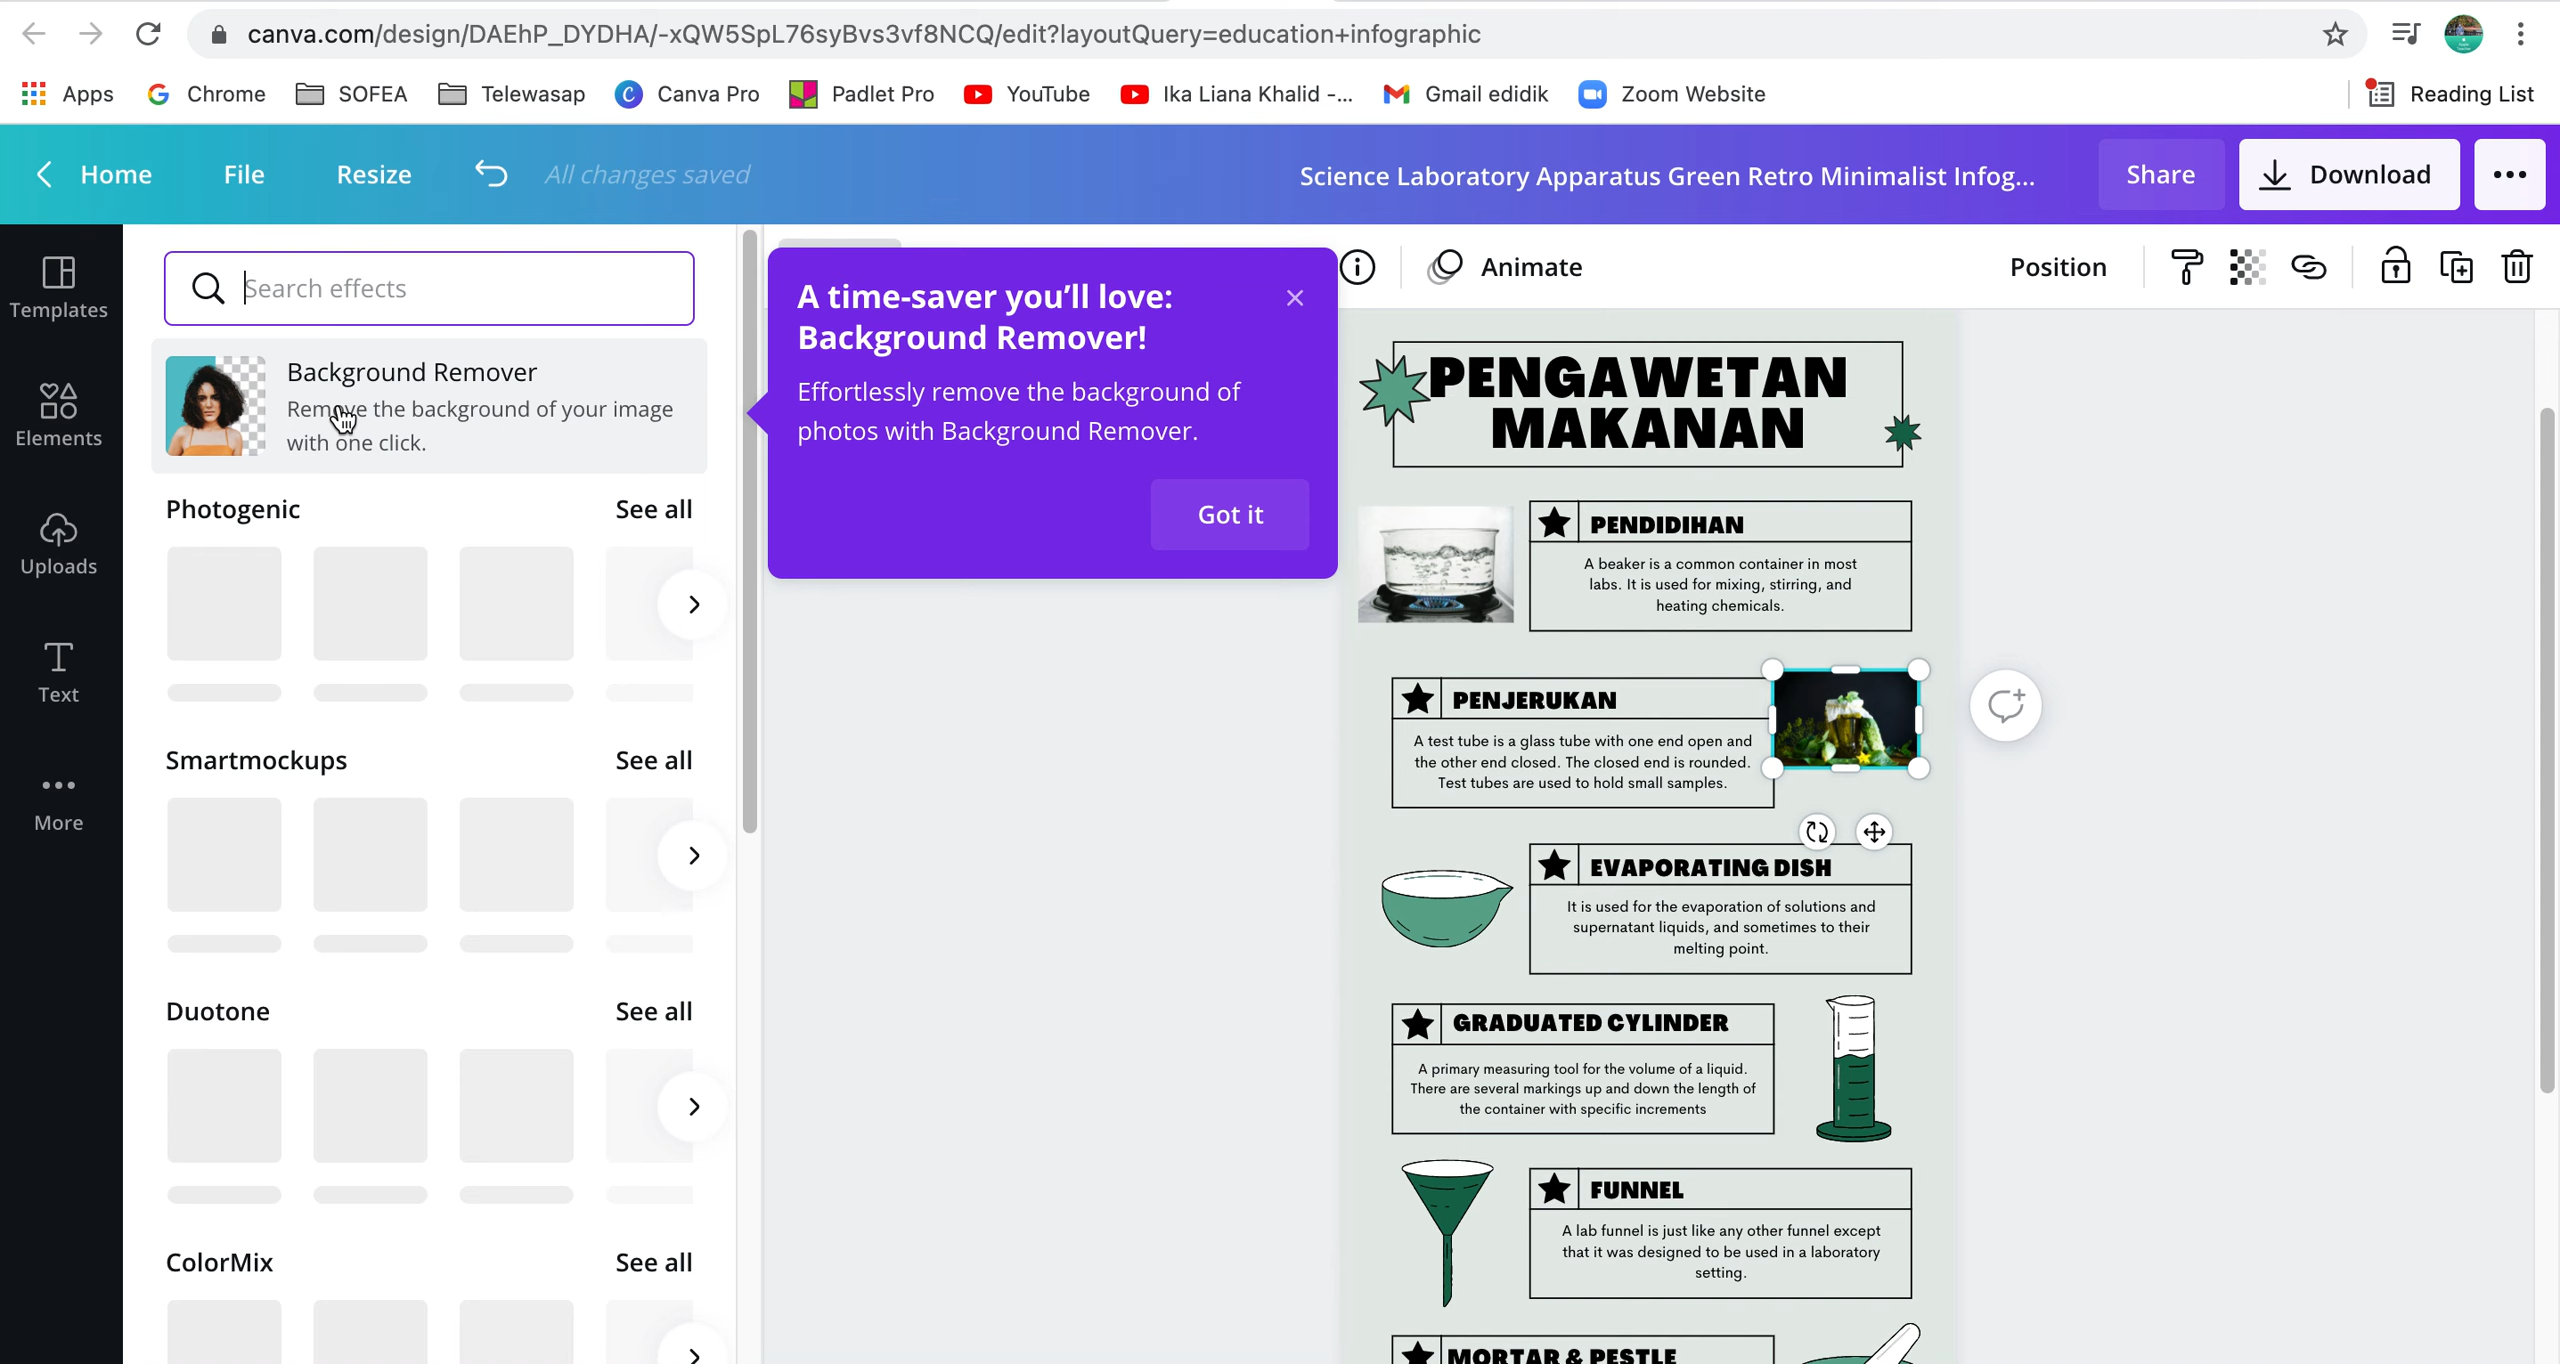 canva.com/design/DAEhP_DYDHA/-xQW5SpL76syBvs3vf8NCQ/edit?layoutQuery=education+infographic
Apps Chrome SOFEA Telewasap Canva Pro Padlet Pro YouTube Ika Liana Khalid -... Gmail edidik Zoom Website Reading List
Home File Resize All changes saved Science Laboratory Apparatus Green Retro Minimalist Infog... Share Download
Templates
Elements
Uploads
Text
More
Search effects
Background Remover
Remove the background of your image
with one click.
Photogenic See all
Smartmockups See all
Duotone See all
ColorMix See all
A time-saver you'll love:
Background Remover!
Effortlessly remove the background of
photos with Background Remover.
Got it
Animate Position
PENGAWETAN
MAKANAN
PENDIDIHAN
A beaker is a common container in most
labs. It is used for mixing, stirring, and
heating chemicals.
PENJERUKAN
A test tube is a glass tube with one end open and
the other end closed. The closed end is rounded.
Test tubes are used to hold small samples.
EVAPORATING DISH
It is used for the evaporation of solutions and
supernatant liquids, and sometimes to their
melting point.
GRADUATED CYLINDER
A primary measuring tool for the volume of a liquid.
There are several markings up and down the length of
the container with specific increments
FUNNEL
A lab funnel is just like any other funnel except
that it was designed to be used in a laboratory
setting.
MORTAR & PESTLE